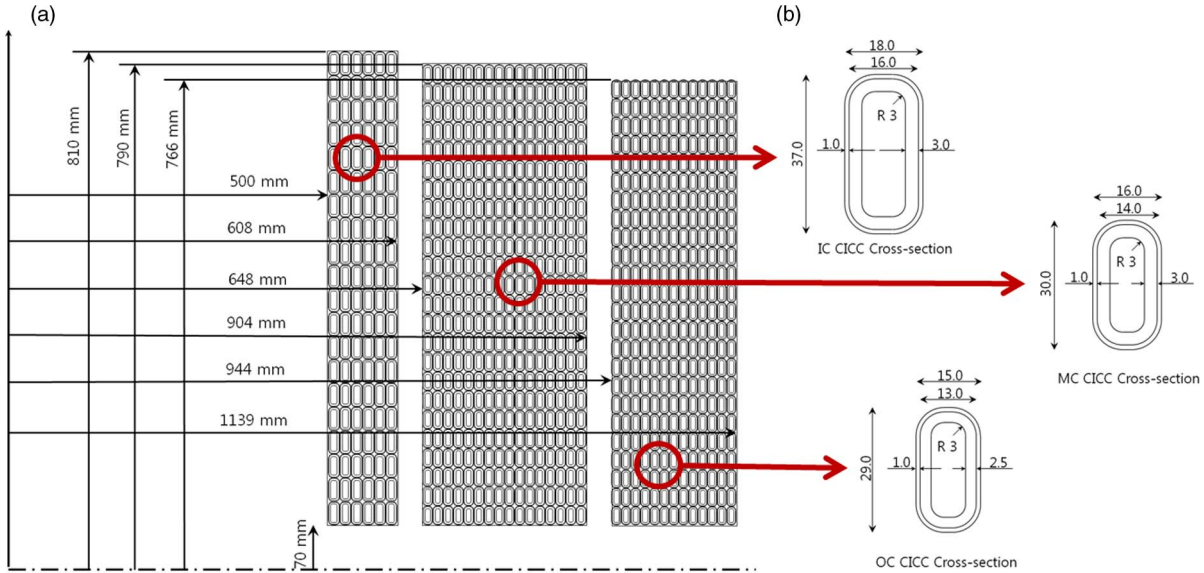 (a)
(b)
810 mm
790 mm
766 mm
500 mm
608 mm
648 mm
904 mm
944 mm
1139 mm
70 mm
18.0
16.0
R 3
1.0
3.0
37.0
IC CICC Cross-section
16.0
14.0
R 3
1.0
3.0
30.0
MC CICC Cross-section
15.0
13.0
R 3
1.0
2.5
29.0
OC CICC Cross-section